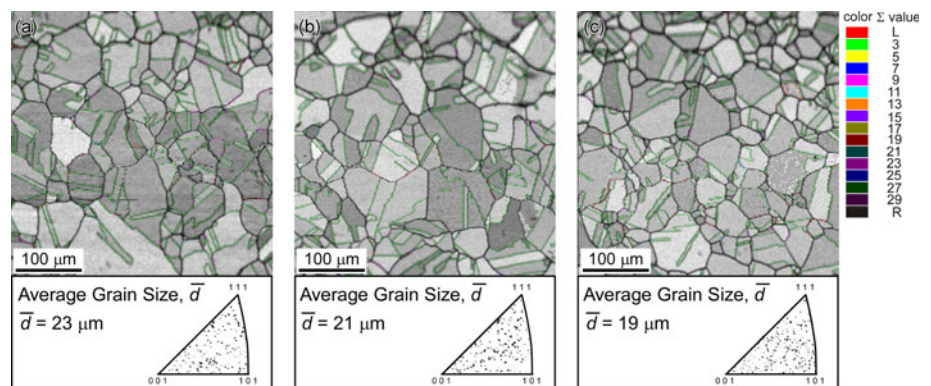 (a)
100 μm
Average Grain Size, d̅
d̅ = 23 μm
111
001
101
(b)
100 μm
Average Grain Size, d̅
d̅ = 21 μm
111
001
101
(c)
100 μm
Average Grain Size, d̅
d̅ = 19 μm
111
001
101
color Σ value
L
3
5
7
9
11
13
15
17
19
21
23
25
27
29
R